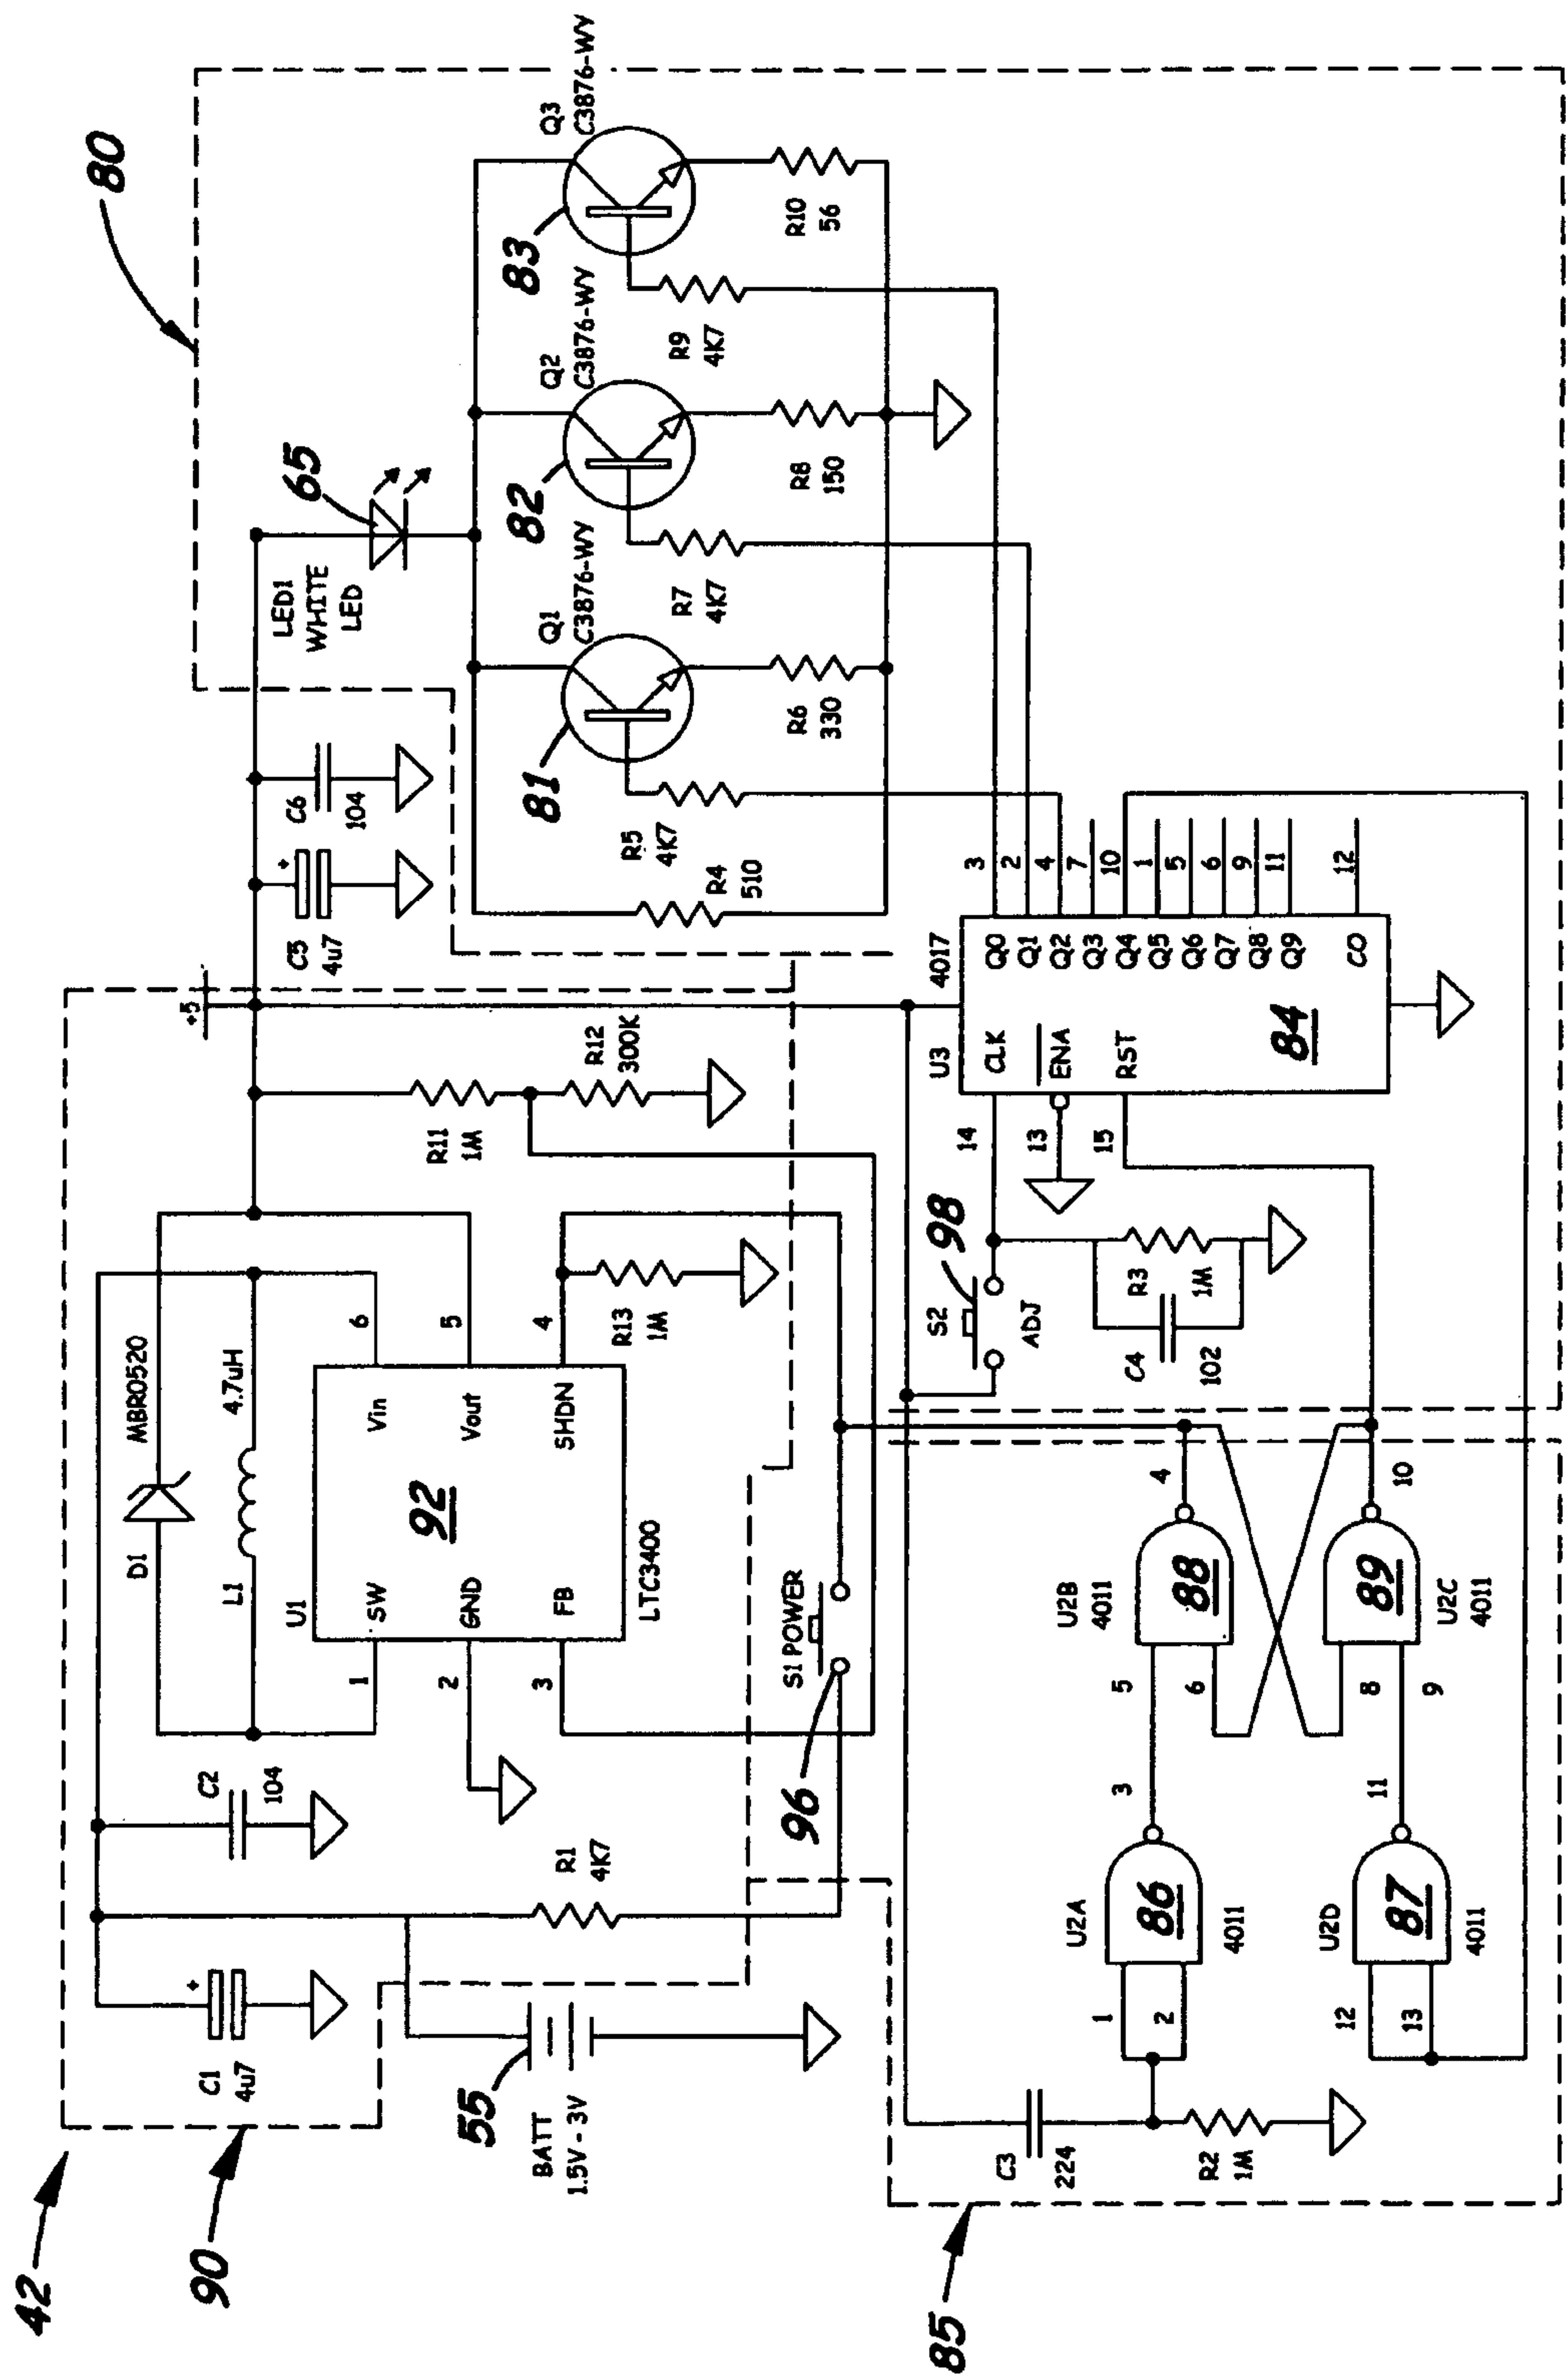 42
90
80
85
C1
4u7
C2
104
D1
MBR0520
L1
4.7uH
U1
SW
GND
FB
Vin
Vout
SHDN
92
LTC3400
1
2
3
6
5
4
R13
1M
R1
4K7
55
BATT
1.5V - 3V
S1 POWER
96
R11
1M
R12
300K
+5
C5
4u7
C6
104
LED1
WHITE
LED
65
R4
510
R5
4K7
81
Q1
C3876-WY
R6
330
R7
4K7
82
Q2
C3876-WY
R8
150
R9
4K7
83
Q3
C3876-WY
R10
56
C3
224
R2
1M
U2A
4011
86
1
2
3
U2B
4011
88
5
6
4
U2D
4011
87
12
13
11
U2C
4011
89
8
9
10
S2
98
ADJ
C4
102
R3
1M
14
13
15
U3
4017
CLK
ENA
RST
84
Q0
Q1
Q2
Q3
Q4
Q5
Q6
Q7
Q8
Q9
CO
3
2
4
7
10
1
5
6
9
11
12